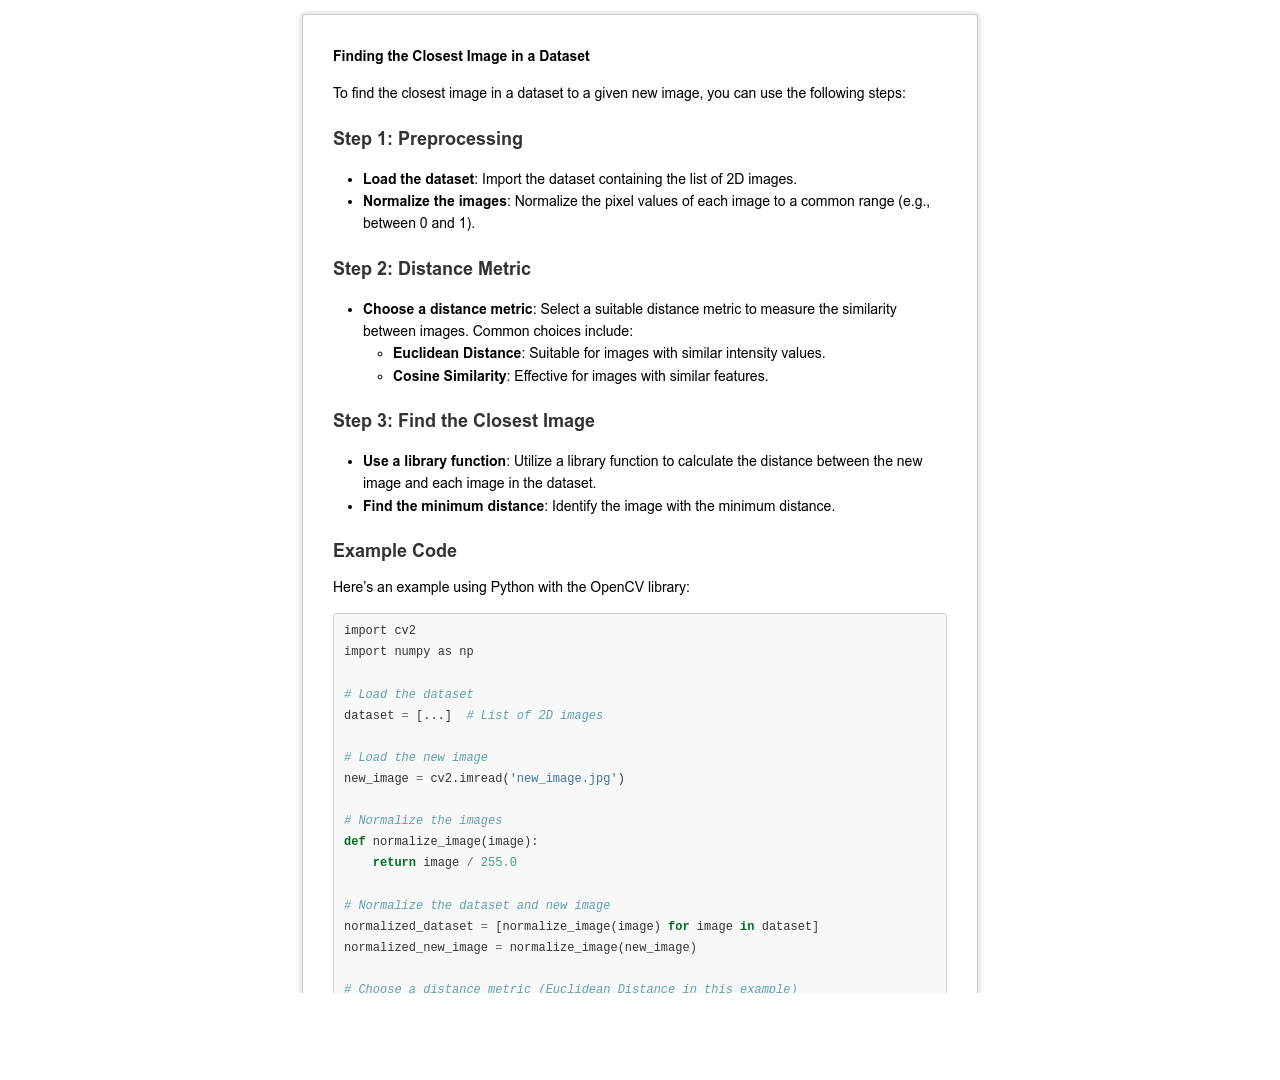 Finding the Closest Image in a Dataset
To find the closest image in a dataset to a given new image, you can use the following steps:
Step 1: Preprocessing
• Load the dataset: Import the dataset containing the list of 2D images.
• Normalize the images: Normalize the pixel values of each image to a common range (e.g.,
between 0 and 1).
Step 2: Distance Metric
• Choose a distance metric: Select a suitable distance metric to measure the similarity
between images. Common choices include:
◦ Euclidean Distance: Suitable for images with similar intensity values.
◦ Cosine Similarity: Effective for images with similar features.
Step 3: Find the Closest Image
• Use a library function: Utilize a library function to calculate the distance between the new
image and each image in the dataset.
• Find the minimum distance: Identify the image with the minimum distance.
Example Code
Here's an example using Python with the OpenCV library:
import cv2
import numpy as np
# Load the dataset
dataset = [...]  # List of 2D images
# Load the new image
new_image = cv2.imread('new_image.jpg')
# Normalize the images
def normalize_image(image):
    return image / 255.0
# Normalize the dataset and new image
normalized_dataset = [normalize_image(image) for image in dataset]
normalized_new_image = normalize_image(new_image)
# Choose a distance metric (Euclidean Distance in this example)